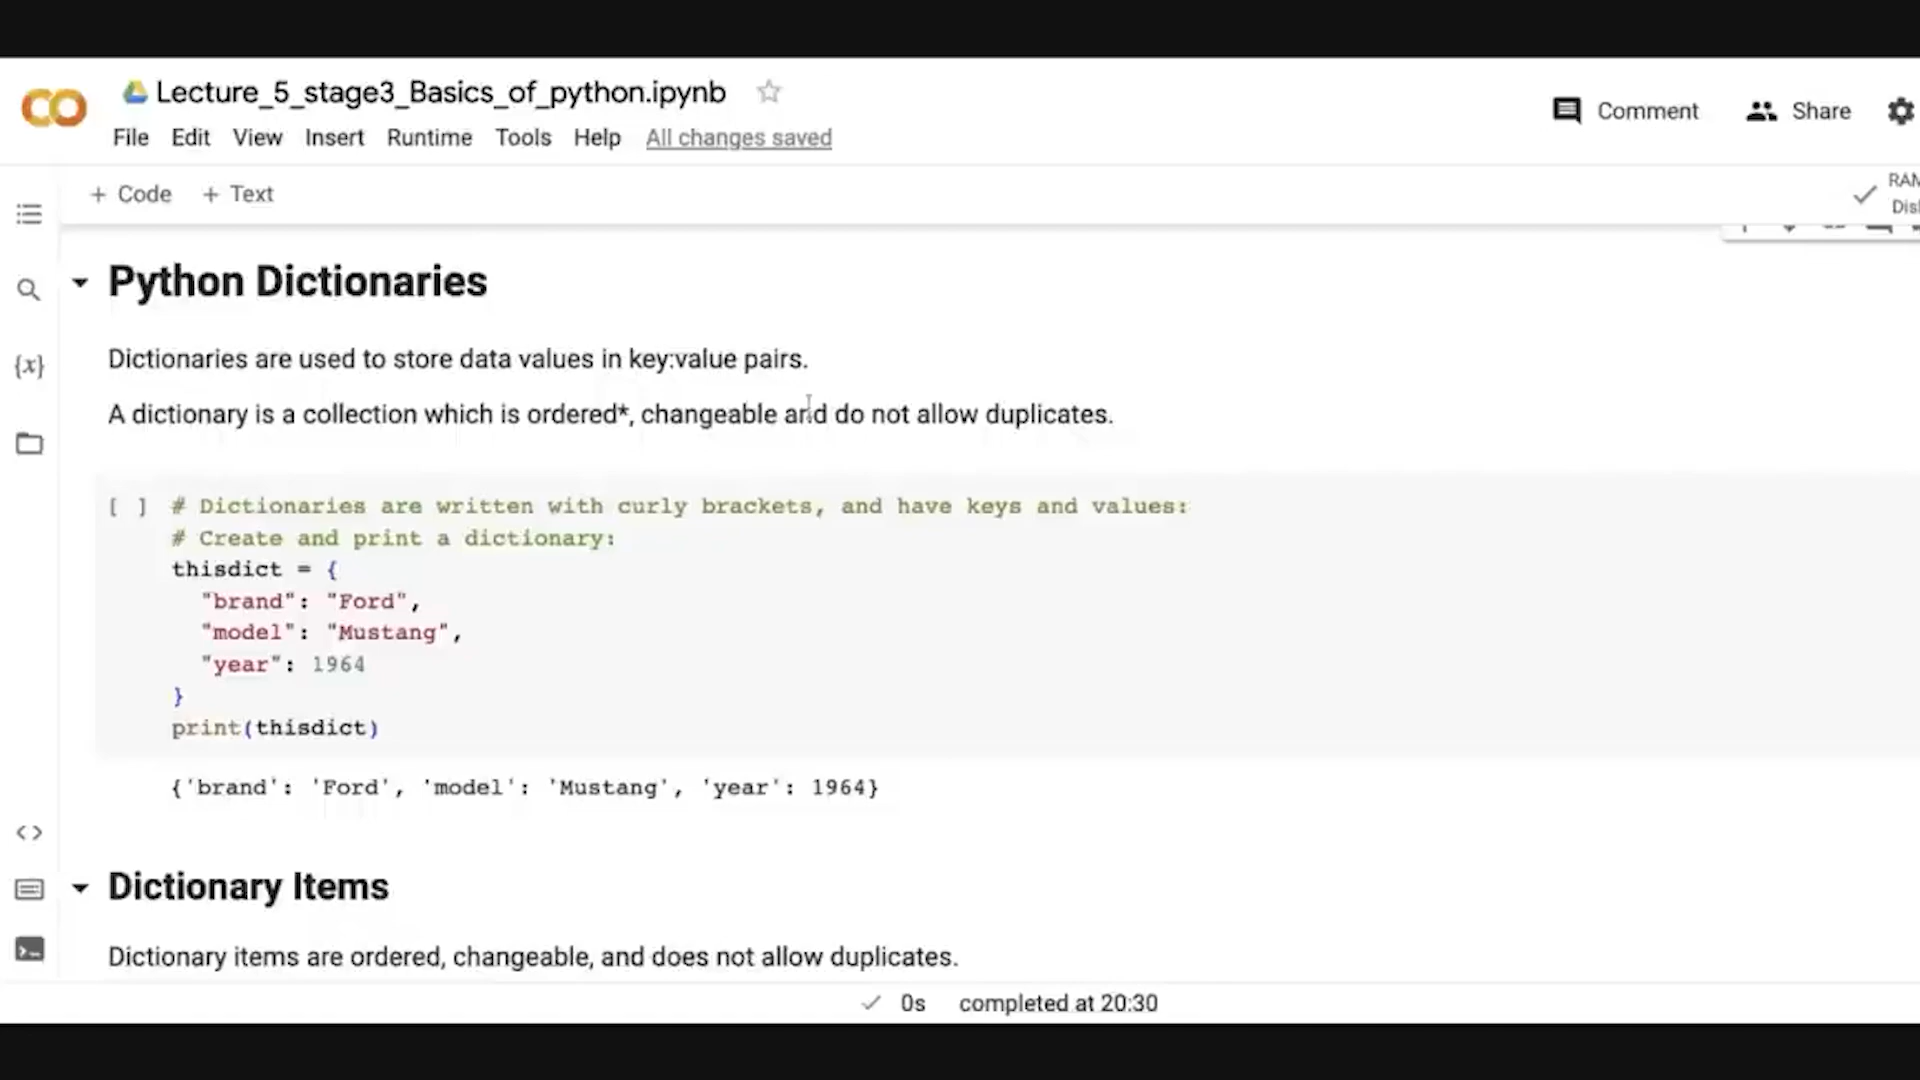 Lecture_5_stage3_Basics_of_python.ipynb
Comment Share
File Edit View Insert Runtime Tools Help All changes saved
+ Code + Text
RAM
Disk
Python Dictionaries
Dictionaries are used to store data values in key:value pairs.
A dictionary is a collection which is ordered*, changeable and do not allow duplicates.
[ ] # Dictionaries are written with curly brackets, and have keys and values:
# Create and print a dictionary:
thisdict = {
"brand": "Ford",
"model": "Mustang",
"year": 1964
}
print(thisdict)
{'brand': 'Ford', 'model': 'Mustang', 'year': 1964}
Dictionary Items
Dictionary items are ordered, changeable, and does not allow duplicates.
0s completed at 20:30